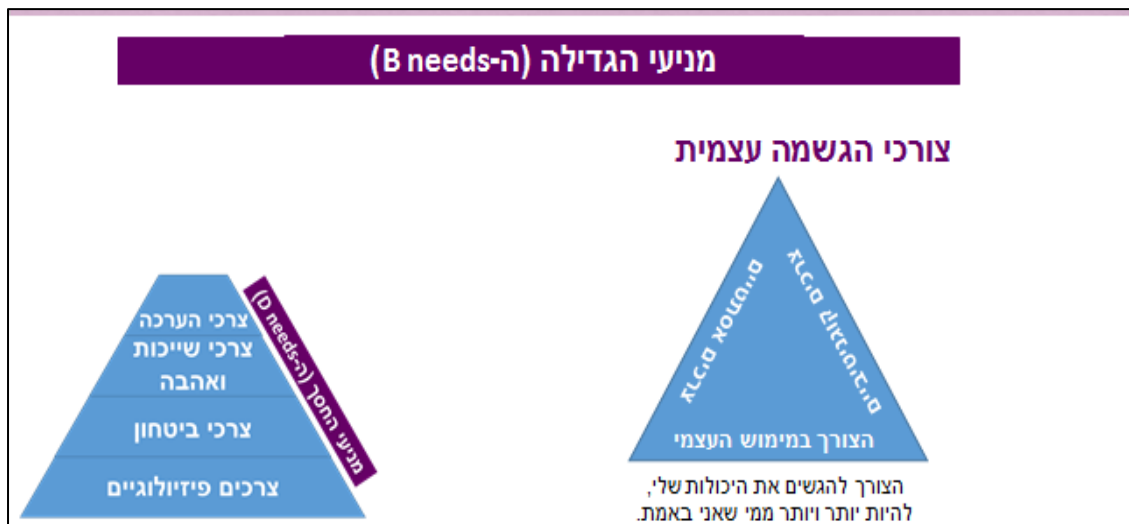 מניעי הגדילה (ה-B needs)
צורכי הגשמה עצמית
צרכים אסתטיים
צרכים קוגניטיביים
הצורך במימוש העצמי
הצורך להגשים את היכולות שלי,
להיות יותר ויותר ממי שאני באמת.
מניעי החסך (ה-D needs)
צרכי הערכה
צרכי שייכות
ואהבה
צרכי ביטחון
צרכים פיזיולוגיים